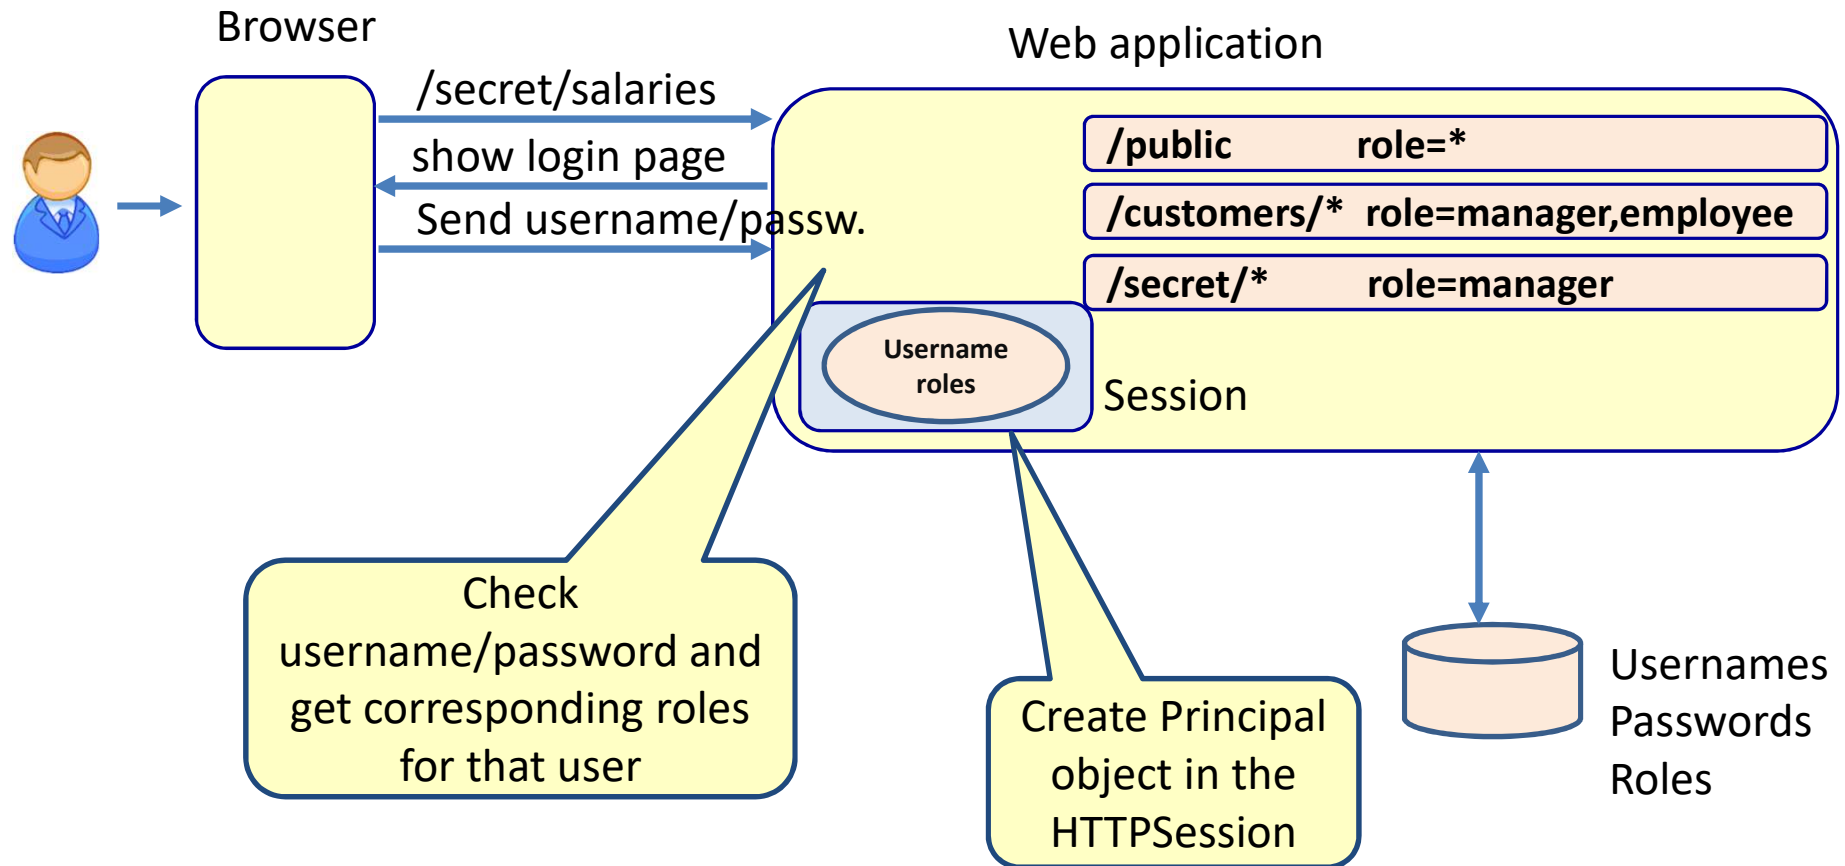 Browser
Web application
/secret/salaries
show login page
Send username/passw.
/public role=*
/customers/* role=manager,employee
/secret/* role=manager
Username
roles
Session
Check
username/password and
get corresponding roles
for that user
Create Principal
object in the
HTTPSession
Usernames
Passwords
Roles